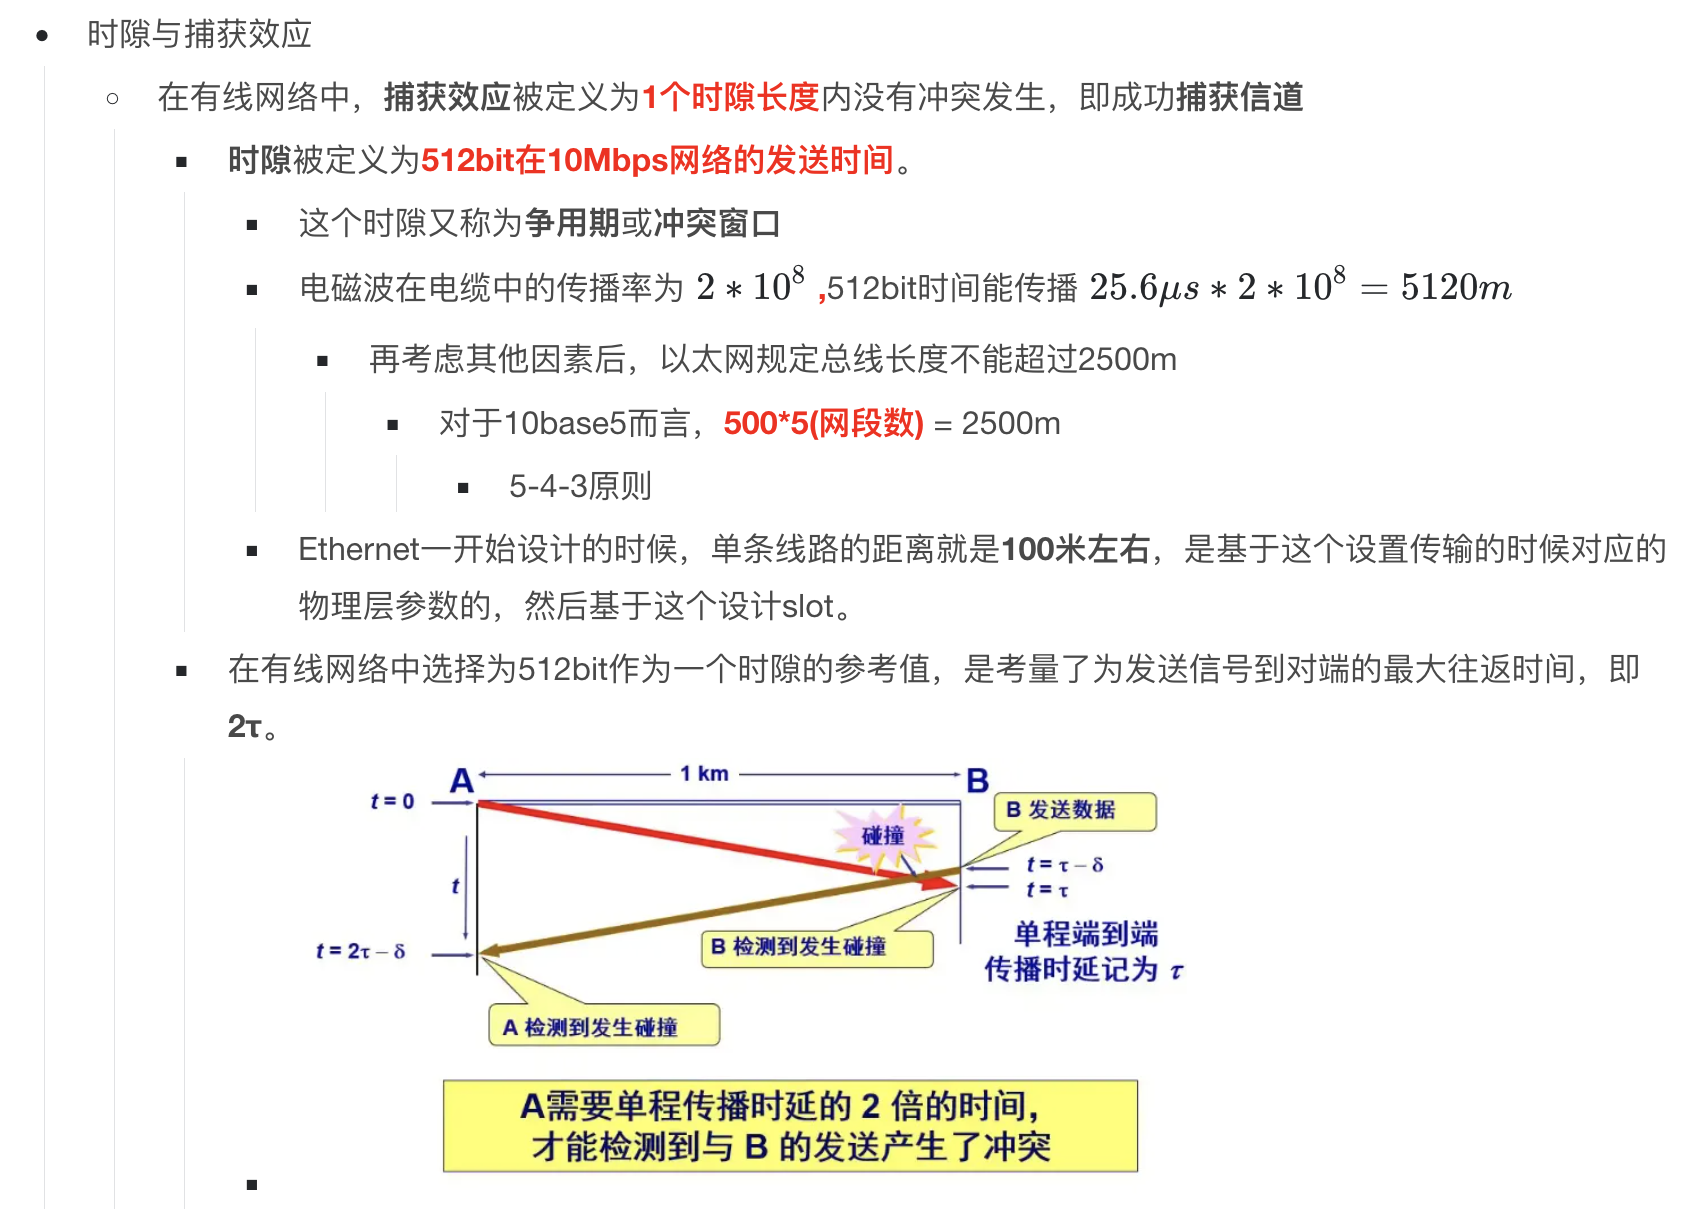 时隙与捕获效应
在有线网络中，捕获效应被定义为1个时隙长度内没有冲突发生，即成功捕获信道
时隙被定义为512bit在10Mbps网络的发送时间。
这个时隙又称为争用期或冲突窗口
电磁波在电缆中的传播率为 2 * 10^8 ,512bit时间能传播 25.6μs * 2 * 10^8 = 5120m
再考虑其他因素后，以太网规定总线长度不能超过2500m
对于10base5而言，500*5(网段数) = 2500m
5-4-3原则
Ethernet一开始设计的时候，单条线路的距离就是100米左右，是基于这个设置传输的时候对应的
物理层参数的，然后基于这个设计slot。
在有线网络中选择为512bit作为一个时隙的参考值，是考量了为发送信号到对端的最大往返时间，即
2τ。
A 1 km B
t = 0
B 发送数据
碰撞
t = τ – δ
t
t = τ
单程端到端
传播时延记为 τ
B 检测到发生碰撞
t = 2τ – δ
A 检测到发生碰撞
A需要单程传播时延的 2 倍的时间，
才能检测到与 B 的发送产生了冲突